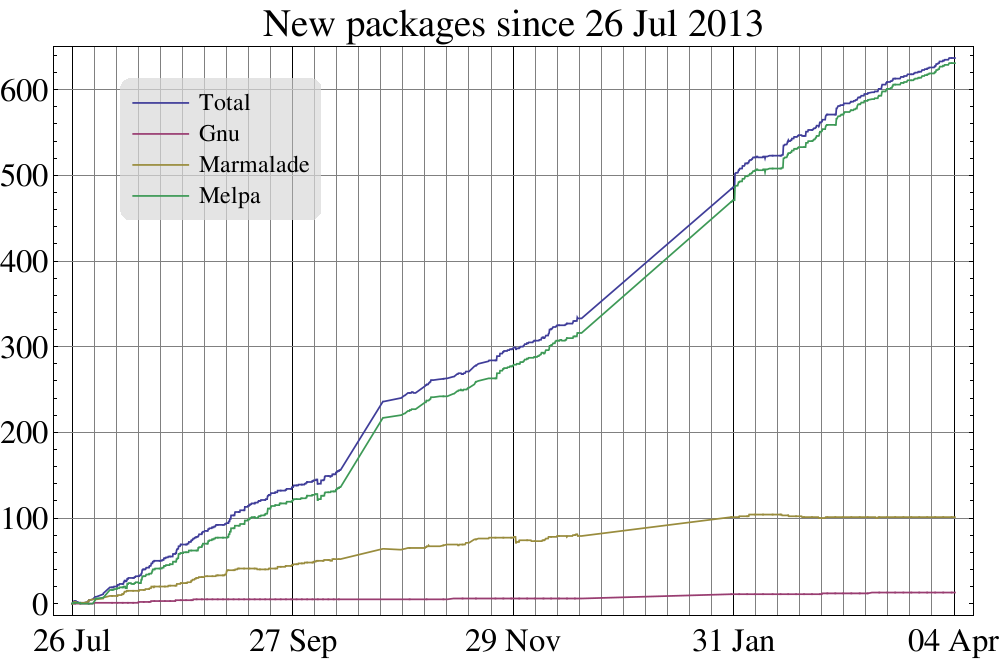 New packages since 26 Jul 2013
Total
Gnu
Marmalade
Melpa
600
500
400
300
200
100
0
26 Jul 27 Sep 29 Nov 31 Jan 04 Apr